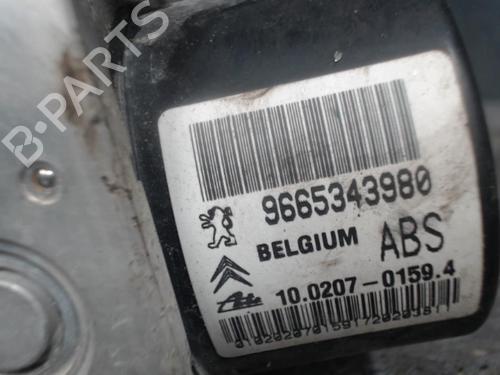 B-PARTS
9665343980
BELGIUM ABS
Ate 10.0207-0159.4